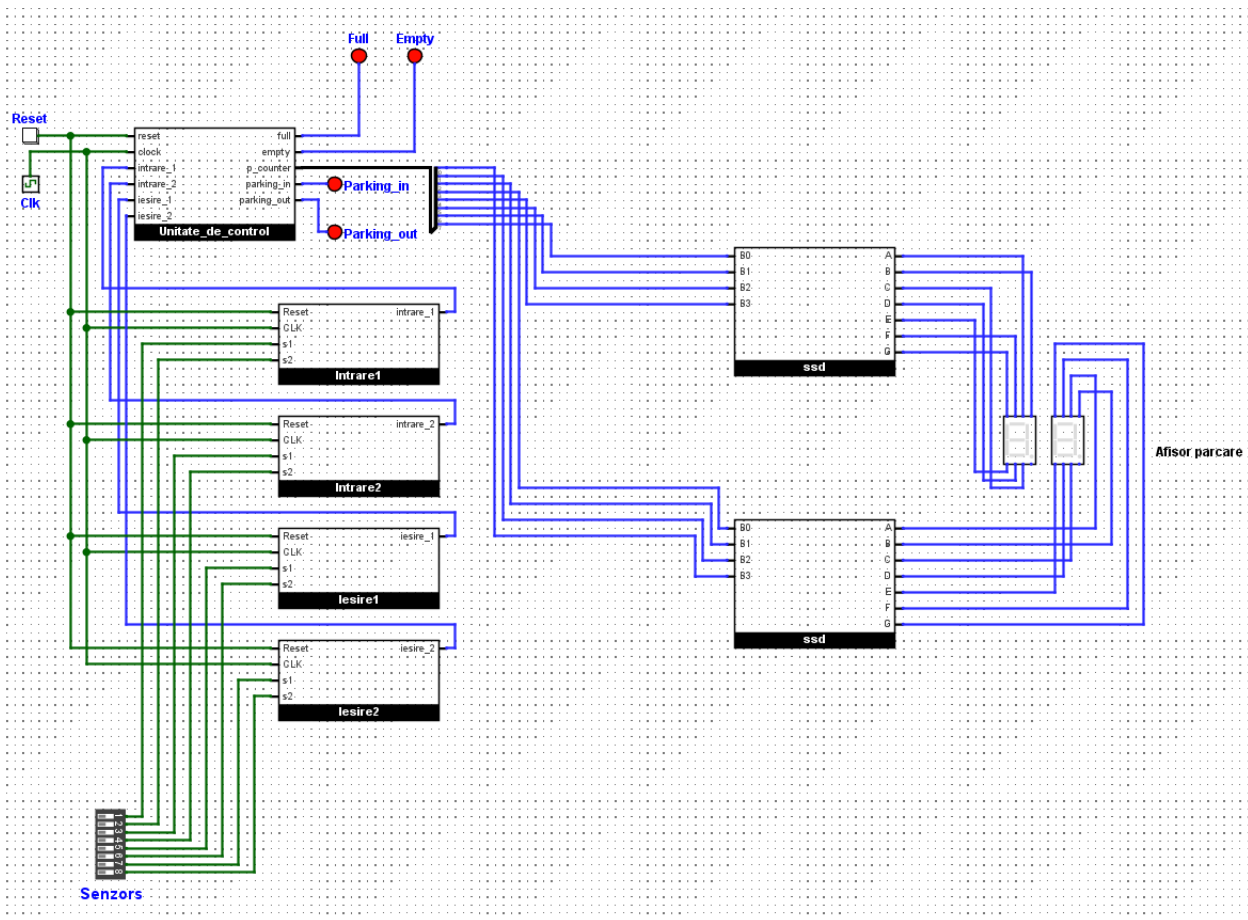 Full
Empty
Reset
Clk
reset
clock
intrare_1
intrare_2
iesire_1
iesire_2
full
empty
p_counter
parking_in
parking_out
Unitate_de_control
Parking_in
Parking_out
Reset
CLK
s1
s2
intrare_1
Intrare1
Reset
CLK
s1
s2
intrare_2
Intrare2
Reset
CLK
s1
s2
iesire_1
Iesire1
Reset
CLK
s1
s2
iesire_2
Iesire2
B0
B1
B2
B3
A
B
C
D
E
F
G
ssd
B0
B1
B2
B3
A
B
C
D
E
F
G
ssd
Afisor parcare
1
2
3
4
5
6
7
8
Senzors